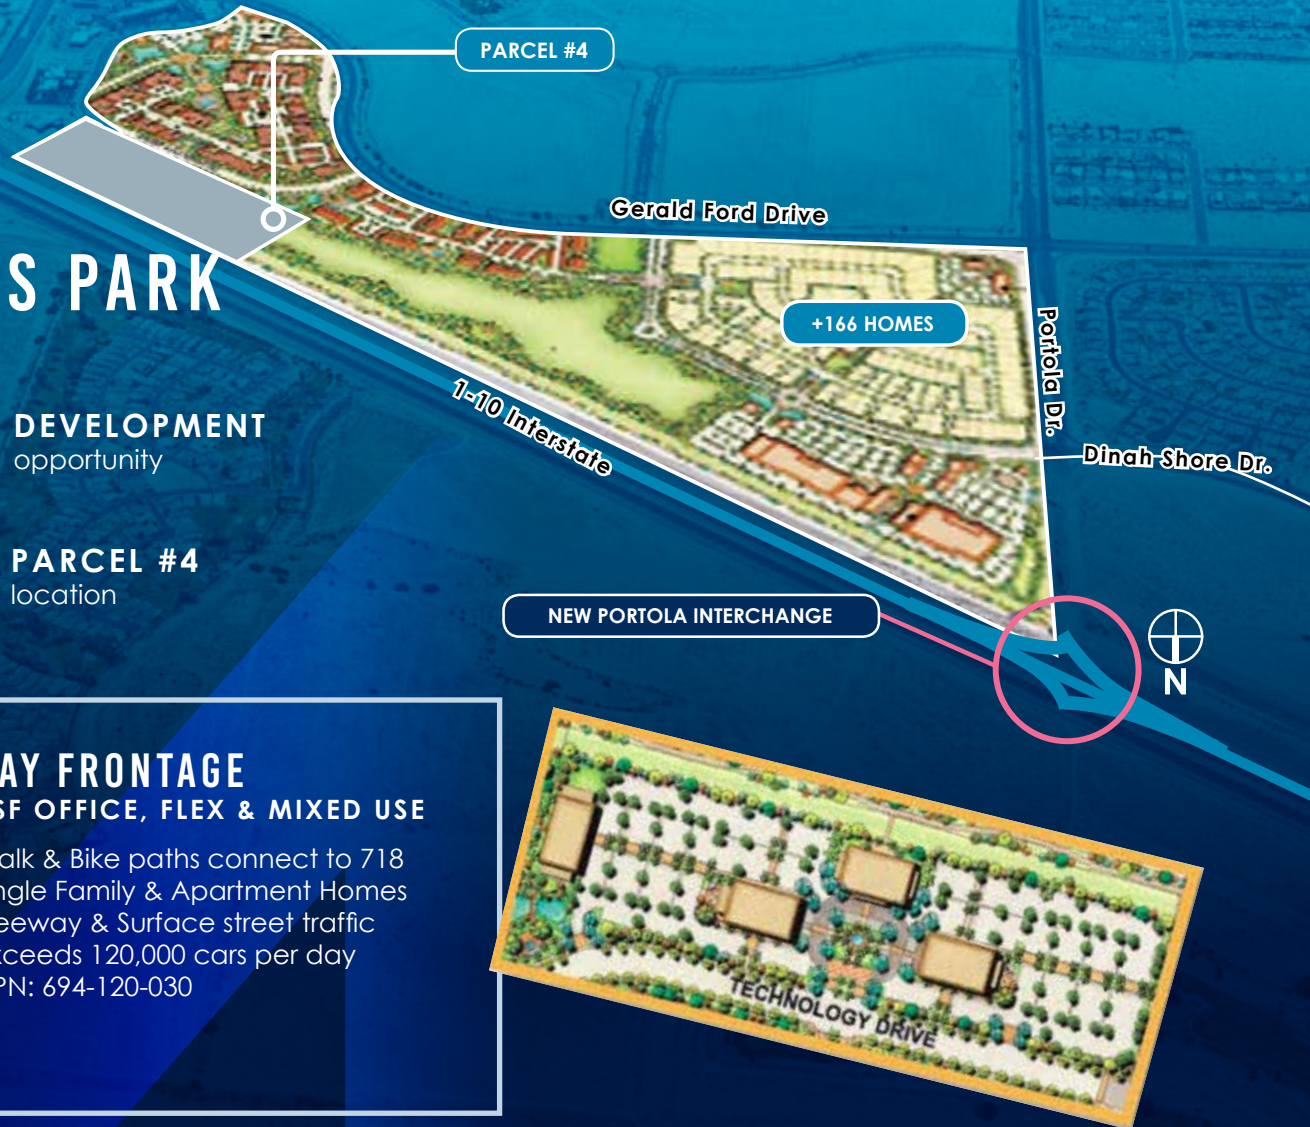 PARCEL #4
Gerald Ford Drive
S PARK
+166 HOMES
Portola Dr.
1-10 Interstate
DEVELOPMENT
opportunity
Dinah Shore Dr.
PARCEL #4
location
NEW PORTOLA INTERCHANGE
N
AY FRONTAGE
SF OFFICE, FLEX & MIXED USE
alk & Bike paths connect to 718
ngle Family & Apartment Homes
eeway & Surface street traffic
xceeds 120,000 cars per day
PN: 694-120-030
TECHNOLOGY DRIVE